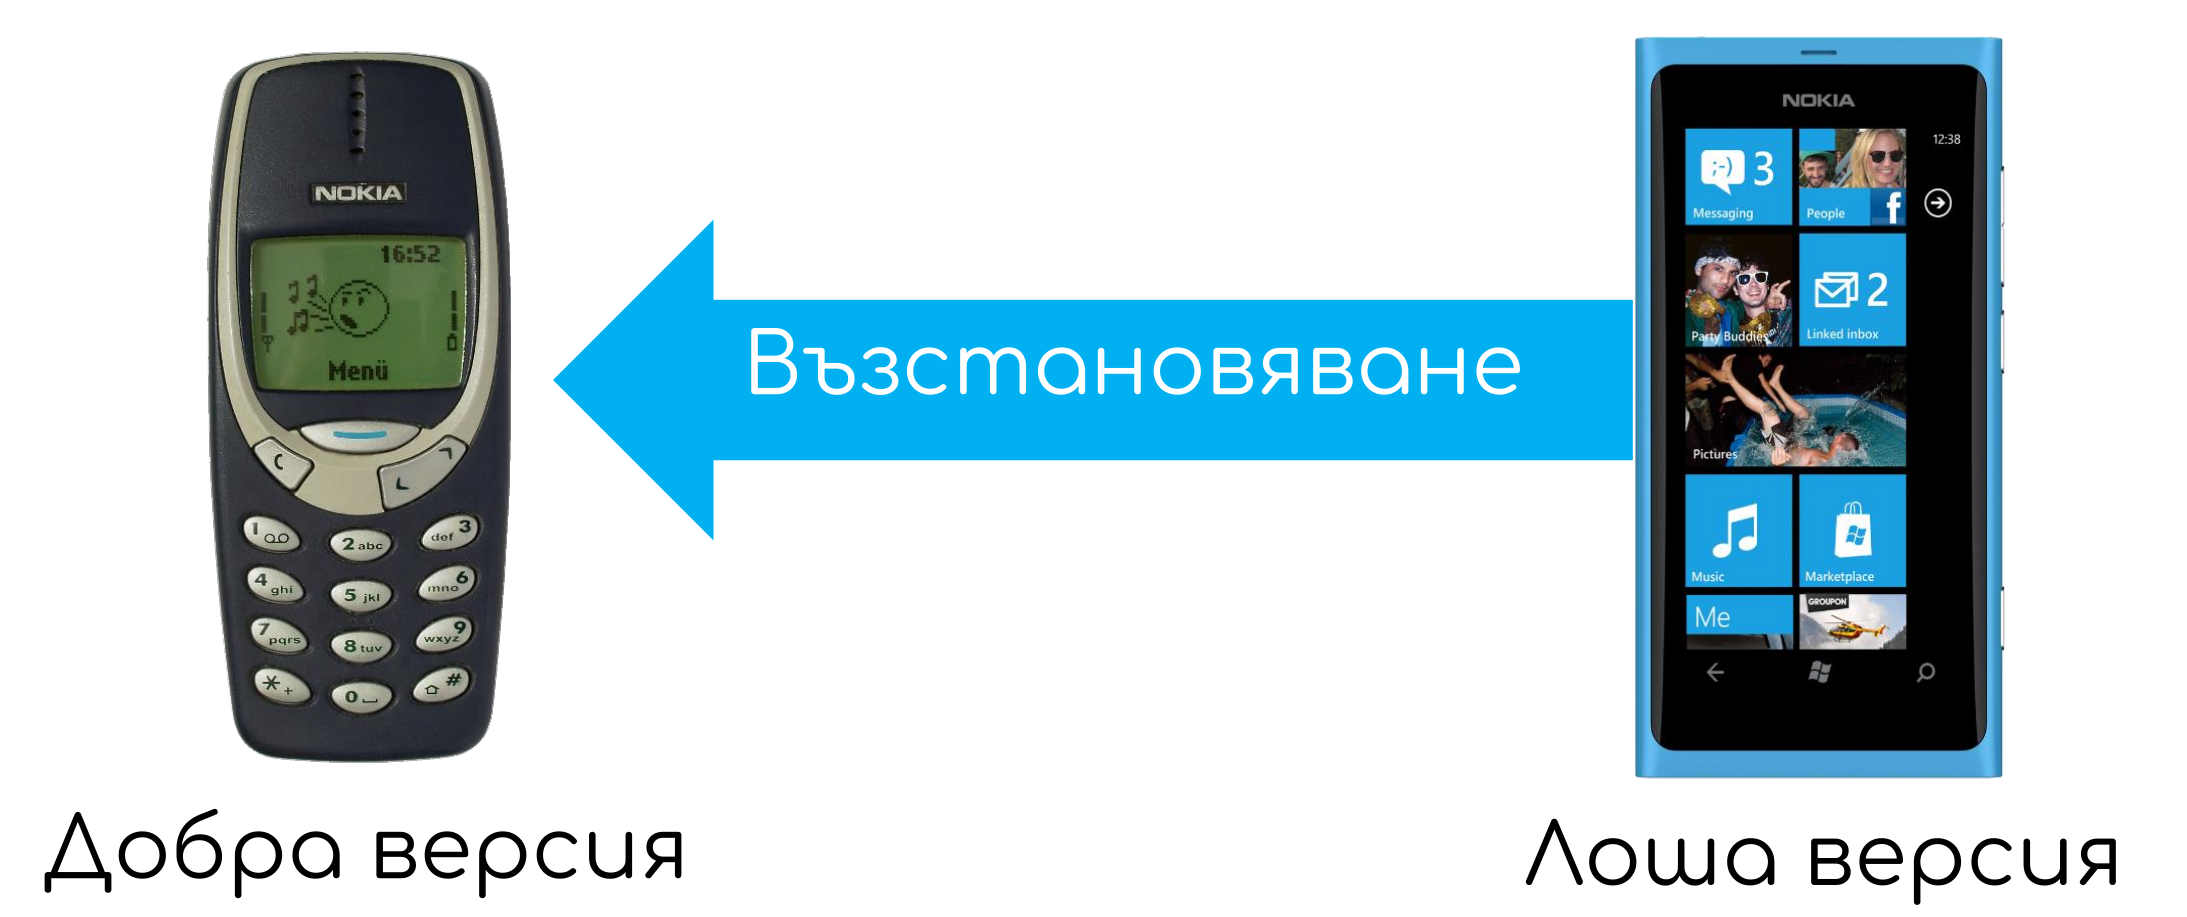 NOKIA
16:52
Menü
1
2 abc
def 3
4 ghi
5 jkl
mno 6
7 pqrs
8 tuv
wxyz 9
* +
0
#
Възстановяване
NOKIA
12:38
;-) 3
Messaging
People
f
Party Buddies
2
Linked inbox
Pictures
Music
Marketplace
Me
GROUPON
Добра версия
Лоша версия